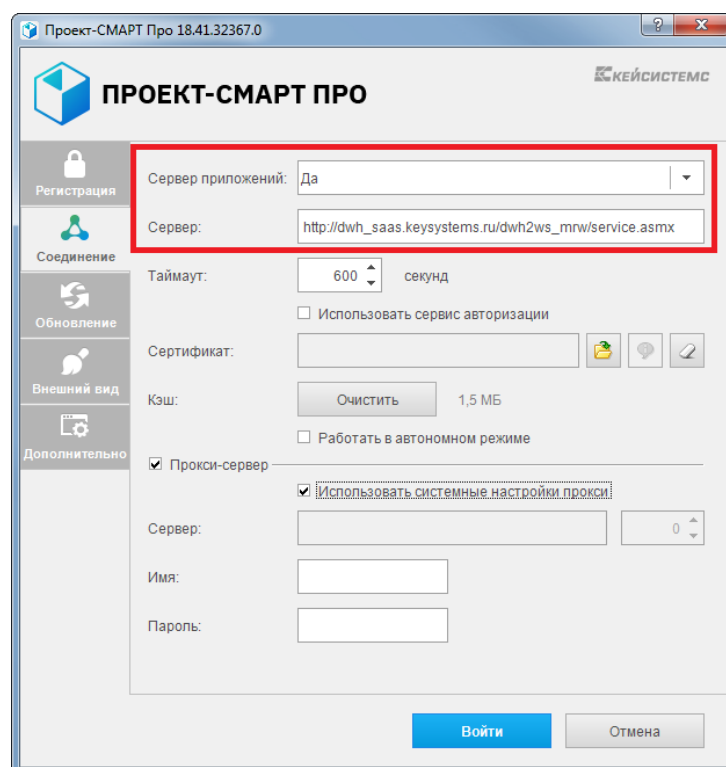 Проект-СМАРТ Про 18.41.32367.0
ПРОЕКТ-СМАРТ ПРО
КЕЙСИСТЕМС
Регистрация
Соединение
Обновление
Внешний вид
Дополнительно
Сервер приложений: Да
Сервер: http://dwh_saas.keysystems.ru/dwh2ws_mrw/service.asmx
Таймаут: 600 секунд
Использовать сервис авторизации
Сертификат:
Кэш: Очистить 1,5 МБ
Работать в автономном режиме
Прокси-сервер
Использовать системные настройки прокси
Сервер: 0
Имя:
Пароль:
Войти Отмена